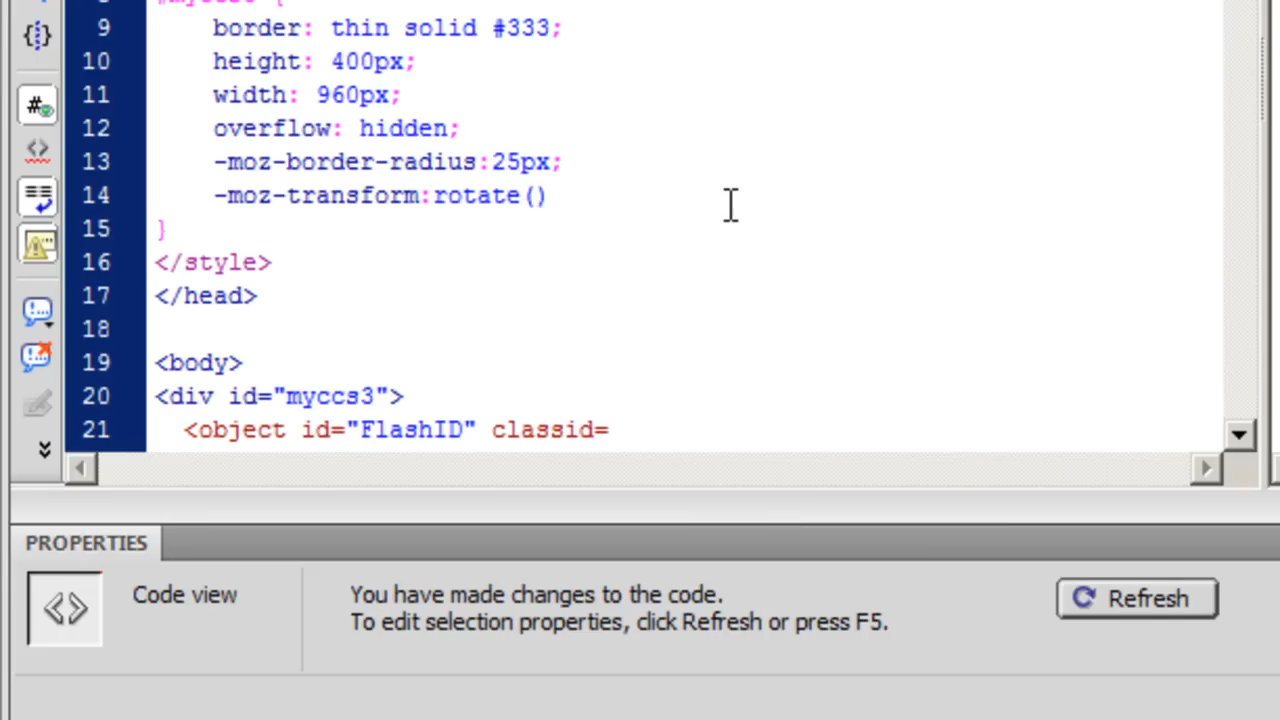 9 border: thin solid #333;
10 height: 400px;
11 width: 960px;
12 overflow: hidden;
13 -moz-border-radius:25px;
14 -moz-transform:rotate()
15 }
16 </style>
17 </head>
18
19 <body>
20 <div id="myccs3">
21 <object id="FlashID" classid=
PROPERTIES
Code view
You have made changes to the code.
To edit selection properties, click Refresh or press F5.
Refresh